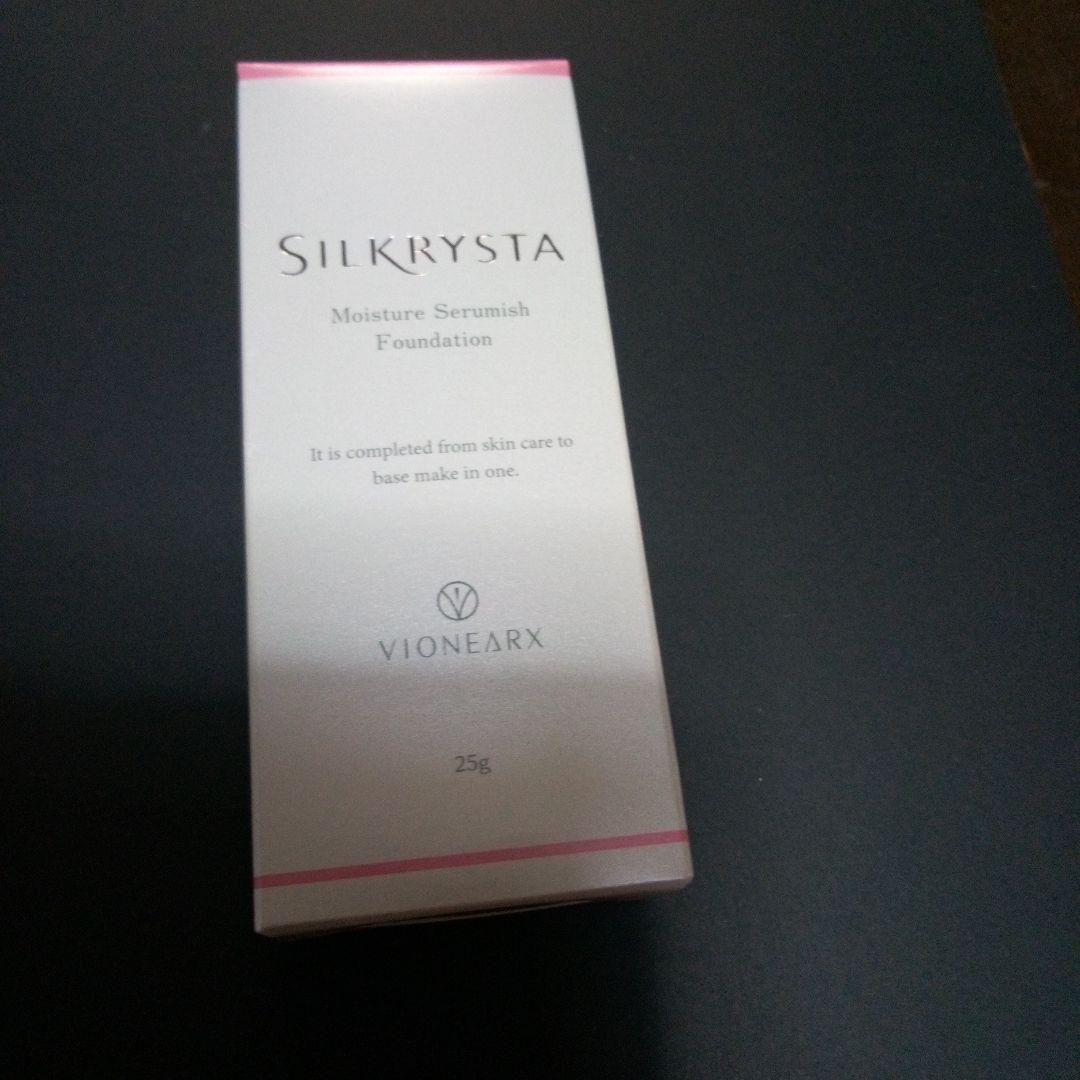 SILKRYSTA
Moisture Serumish
Foundation
It is completed from skin care to
base make in one.
VIONEARX
25g